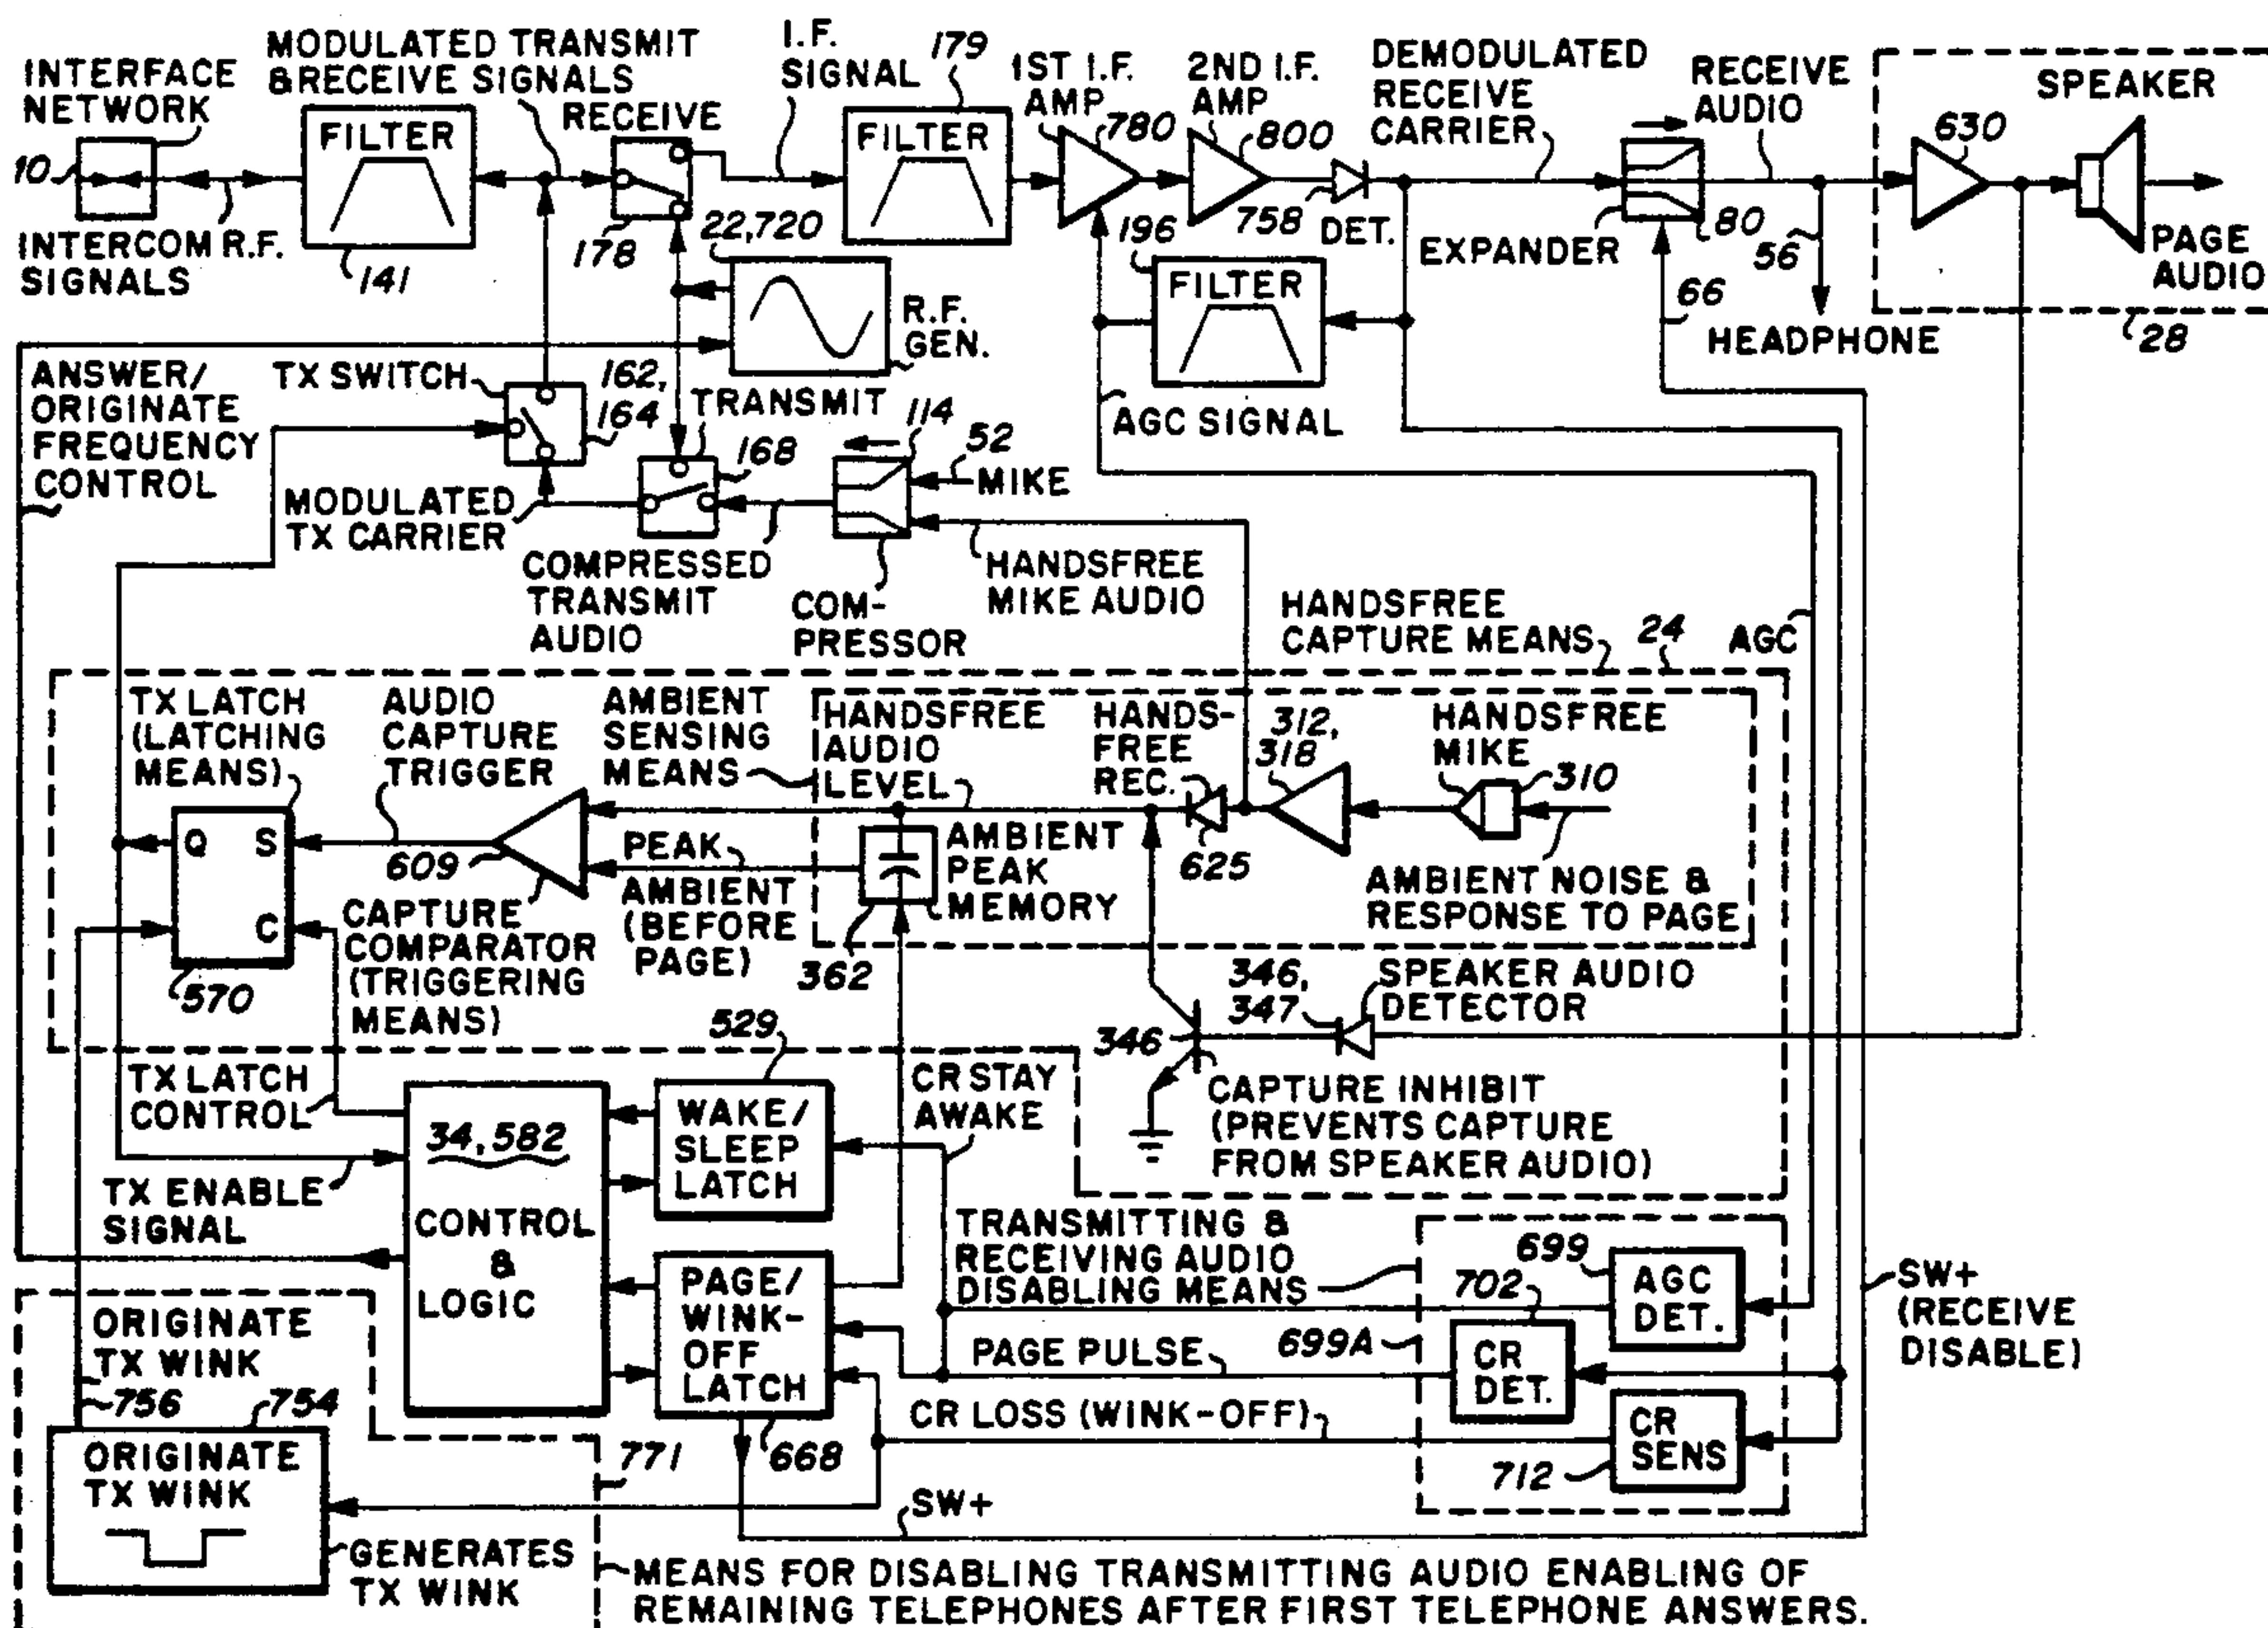 INTERFACE
NETWORK
10
INTERCOM R.F.
SIGNALS
MODULATED TRANSMIT
& RECEIVE SIGNALS
FILTER
141
RECEIVE
178
I.F.
SIGNAL
179
FILTER
22,720
R.F.
GEN.
1ST I.F.
AMP
780
2ND I.F.
AMP
800
758
DET.
DEMODULATED
RECEIVE
CARRIER
EXPANDER
80
RECEIVE
AUDIO
56
HEADPHONE
66
SPEAKER
630
PAGE
AUDIO
28
196
FILTER
AGC SIGNAL
ANSWER/
ORIGINATE
FREQUENCY
CONTROL
TX SWITCH
162,
164
TRANSMIT
168
114
52
MIKE
MODULATED
TX CARRIER
COMPRESSED
TRANSMIT
AUDIO
COM-
PRESSOR
HANDSFREE
MIKE AUDIO
HANDSFREE
CAPTURE MEANS
24
AGC
TX LATCH
(LATCHING
MEANS)
AUDIO
CAPTURE
TRIGGER
AMBIENT
SENSING
MEANS
HANDSFREE
AUDIO
LEVEL
HANDS-
FREE
REC.
312,
318
HANDSFREE
MIKE
310
Q S
C
570
609
CAPTURE
COMPARATOR
(TRIGGERING
MEANS)
PEAK
AMBIENT
(BEFORE
PAGE)
362
AMBIENT
PEAK
MEMORY
625
AMBIENT NOISE &
RESPONSE TO PAGE
346,
347
SPEAKER AUDIO
DETECTOR
346
CAPTURE INHIBIT
(PREVENTS CAPTURE
FROM SPEAKER AUDIO)
529
TX LATCH
CONTROL
34,582
CONTROL
&
LOGIC
WAKE/
SLEEP
LATCH
CR STAY
AWAKE
TX ENABLE
SIGNAL
PAGE/
WINK-
OFF
LATCH
668
TRANSMITTING &
RECEIVING AUDIO
DISABLING MEANS
699
AGC
DET.
702
699A
CR
DET.
PAGE PULSE
CR LOSS (WINK-OFF)
CR
SENS
712
SW+
(RECEIVE
DISABLE)
ORIGINATE
TX WINK
756
754
ORIGINATE
TX WINK
GENERATES
TX WINK
771
SW+
MEANS FOR DISABLING TRANSMITTING AUDIO ENABLING OF
REMAINING TELEPHONES AFTER FIRST TELEPHONE ANSWERS.